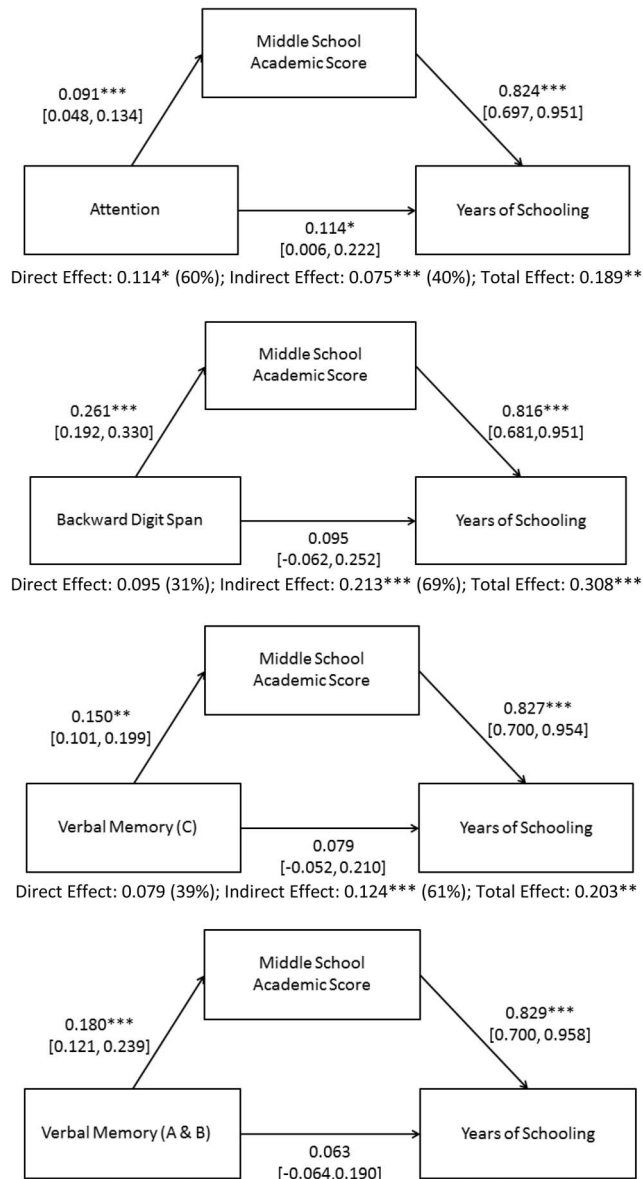 Middle School
Academic Score
0.091***
[0.048, 0.134]
0.824***
[0.697, 0.951]
Attention
Years of Schooling
0.114*
[0.006, 0.222]
Direct Effect: 0.114* (60%); Indirect Effect: 0.075*** (40%); Total Effect: 0.189**
Middle School
Academic Score
0.261***
[0.192, 0.330]
0.816***
[0.681,0.951]
Backward Digit Span
Years of Schooling
0.095
[-0.062, 0.252]
Direct Effect: 0.095 (31%); Indirect Effect: 0.213*** (69%); Total Effect: 0.308***
Middle School
Academic Score
0.150**
[0.101, 0.199]
0.827***
[0.700, 0.954]
Verbal Memory (C)
Years of Schooling
0.079
[-0.052, 0.210]
Direct Effect: 0.079 (39%); Indirect Effect: 0.124*** (61%); Total Effect: 0.203**
Middle School
Academic Score
0.180***
[0.121, 0.239]
0.829***
[0.700, 0.958]
Verbal Memory (A & B)
Years of Schooling
0.063
[-0.064,0.190]